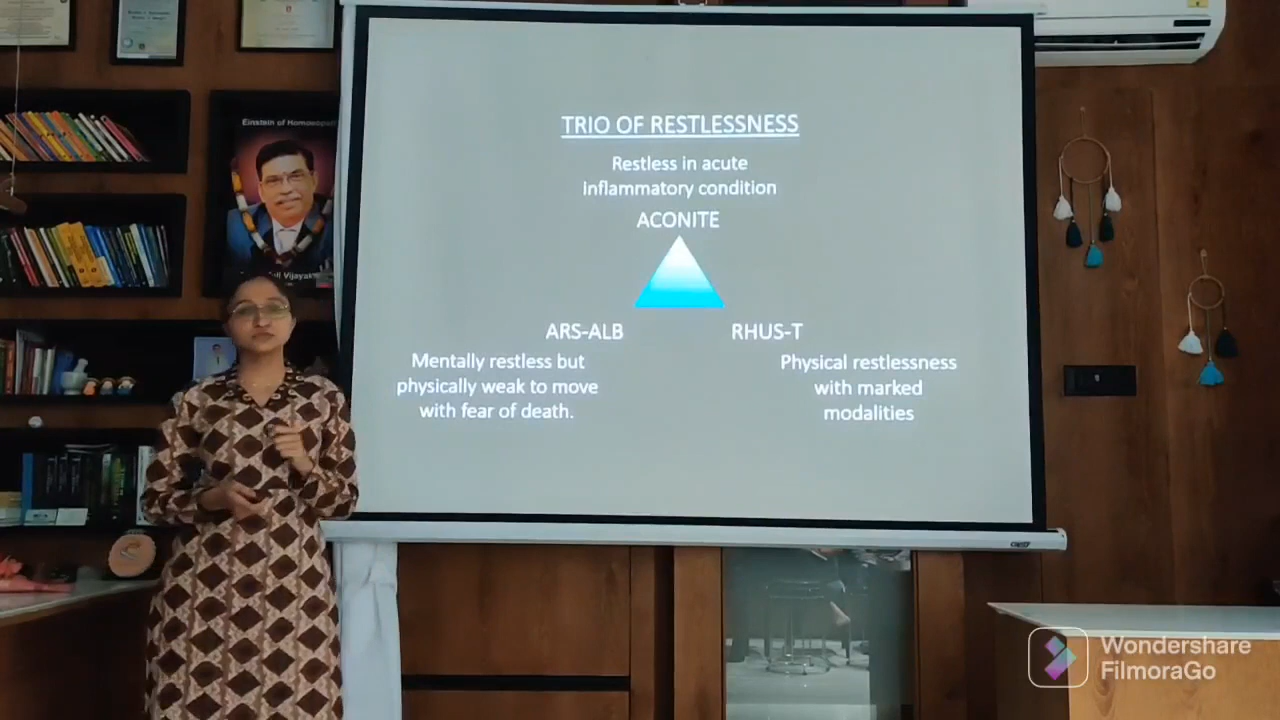 Einstein of Homoeopath
TRIO OF RESTLESSNESS
Restless in acute
inflammatory condition
ACONITE
ARS-ALB
RHUS-T
Mentally restless but
physically weak to move
with fear of death.
Physical restlessness
with marked
modalities
Wondershare
FilmoraGo